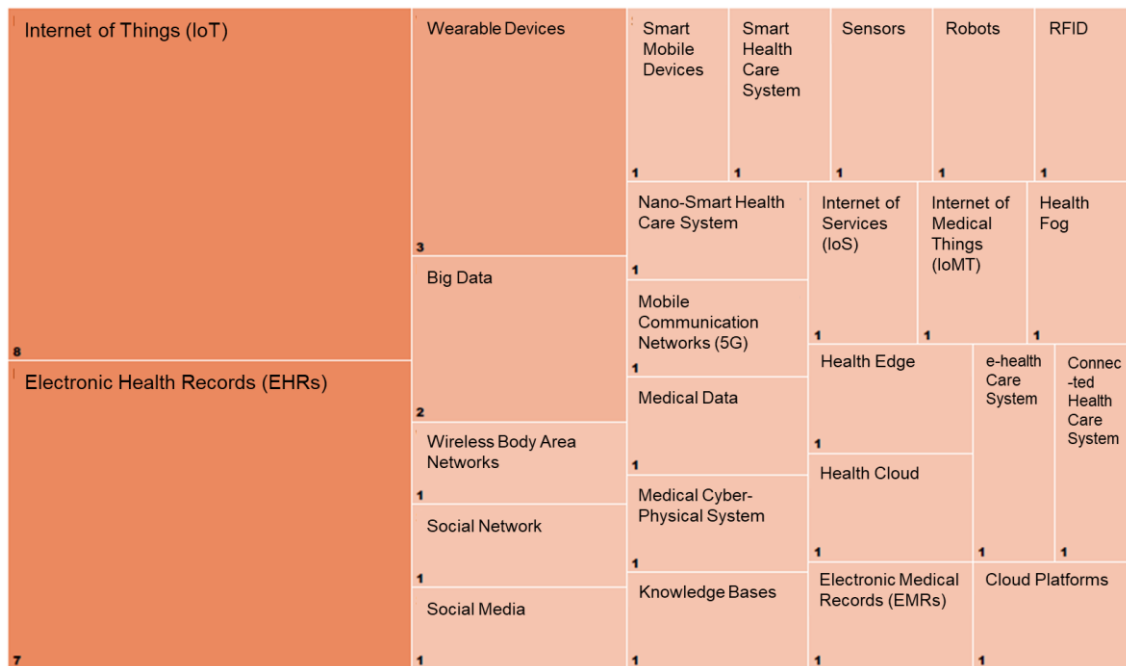 Internet of Things (IoT)
8
Electronic Health Records (EHRs)
7
Wearable Devices
3
Big Data
2
Wireless Body Area
Networks
1
Social Network
1
Social Media
1
Smart
Mobile
Devices
1
Smart
Health
Care
System
1
Sensors
1
Robots
1
RFID
1
Nano-Smart Health
Care System
1
Mobile
Communication
Networks (5G)
1
Medical Data
1
Medical Cyber-
Physical System
1
Knowledge Bases
1
Internet of
Services
(IoS)
1
Internet of
Medical
Things
(IoMT)
1
Health
Fog
1
Health Edge
1
Health Cloud
1
e-health
Care
System
1
Connec
-ted
Health
Care
System
1
Electronic Medical
Records (EMRs)
1
Cloud Platforms
1